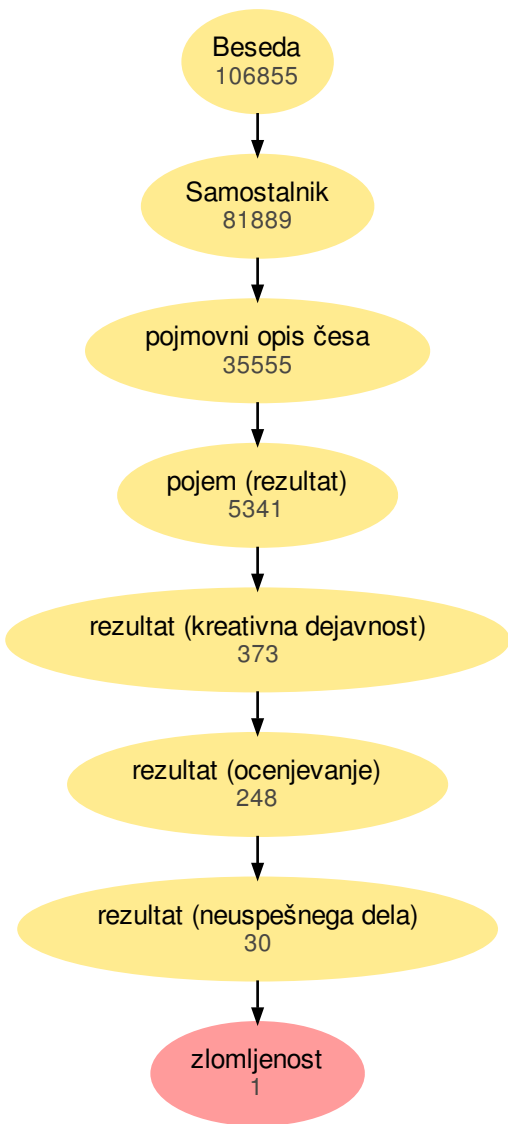 Beseda
106855
Samostalnik
81889
pojmovni opis česa
35555
pojem (rezultat)
5341
rezultat (kreativna dejavnost)
373
rezultat (ocenjevanje)
248
rezultat (neuspešnega dela)
30
zlomljenost
1